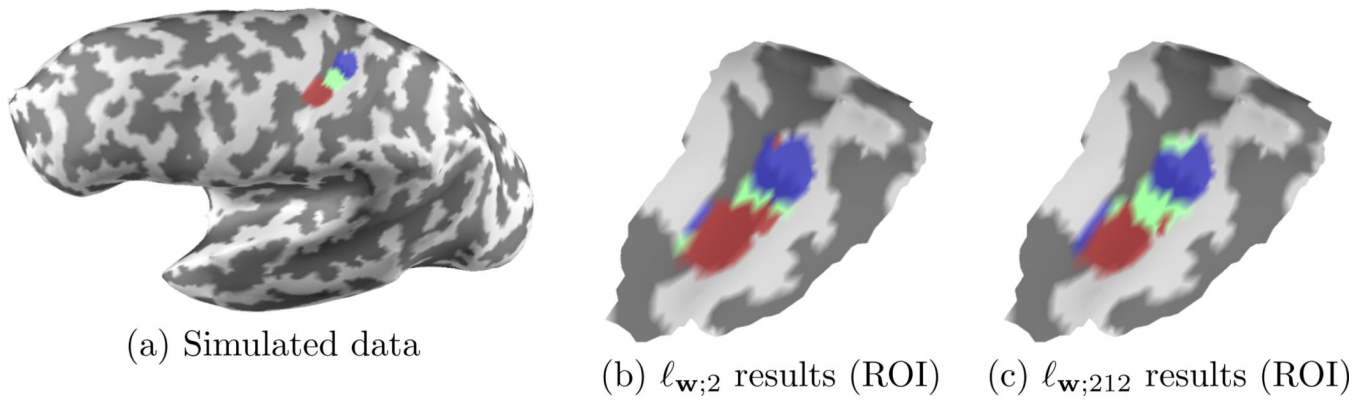 (a) Simulated data
(b) ℓ_{w;2} results (ROI)
(c) ℓ_{w;212} results (ROI)